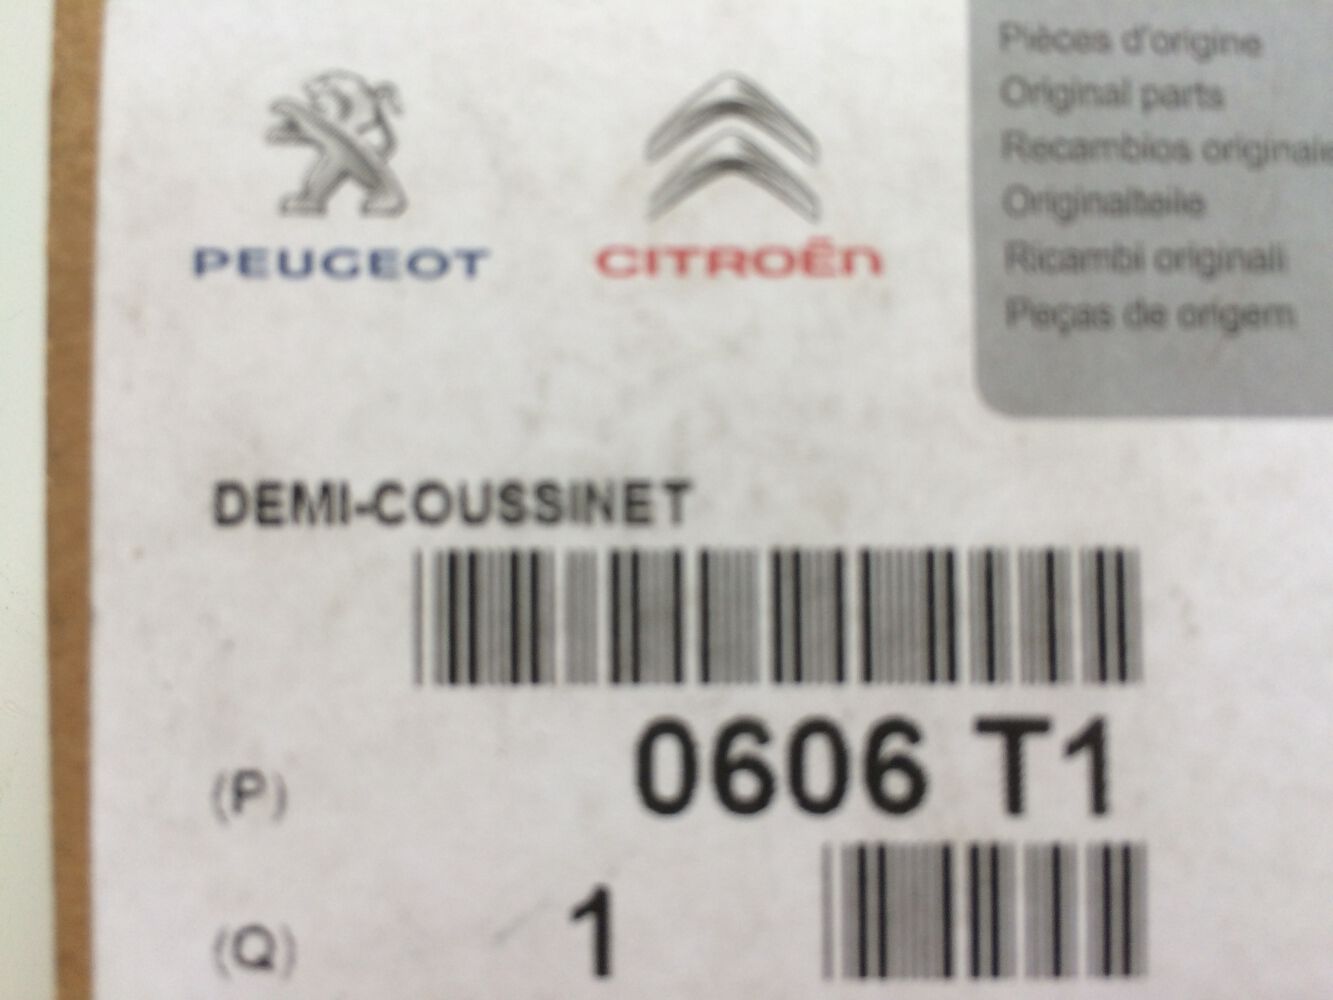 PEUGEOT
CITROËN
Pièces d'origine
Original parts
Recambios originale
Originalteile
Ricambi originali
Peças de origem
DEMI-COUSSINET
(P) 0606 T1
(Q) 1